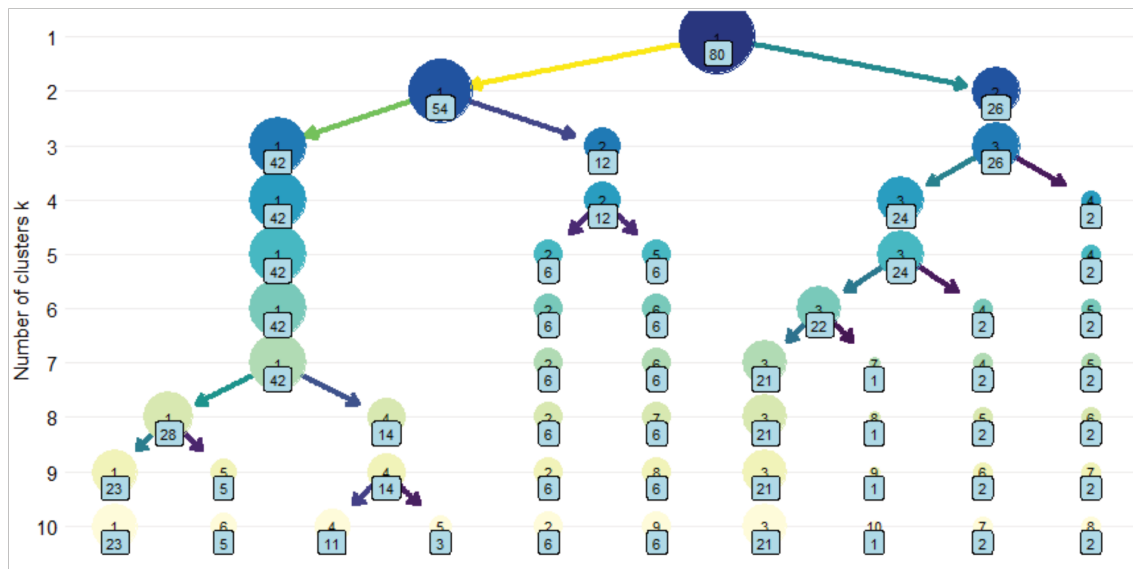 Number of clusters k
1 1
80
2 1 2
54 26
3 1 2 3
42 12 26
4 1 2 3 4
42 12 24 2
5 1 2 5 3 4
42 6 6 24 2
6 1 2 6 3 4 5
42 6 6 22 2 2
7 1 2 6 3 7 4 5
42 6 6 21 1 2 2
8 1 4 2 7 3 8 5 6
28 14 6 6 21 1 2 2
9 1 5 4 2 8 3 9 6 7
23 5 14 6 6 21 1 2 2
10 1 6 4 5 2 9 3 10 7 8
23 5 11 3 6 6 21 1 2 2